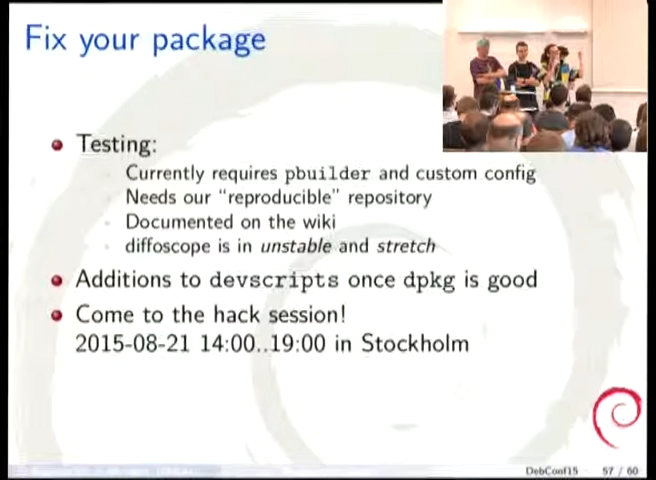 Fix your package
Testing:
Currently requires pbuilder and custom config
Needs our “reproducible” repository
Documented on the wiki
diffoscope is in unstable and stretch
Additions to devscripts once dpkg is good
Come to the hack session!
2015-08-21 14:00..19:00 in Stockholm
DebConf15 57 / 60